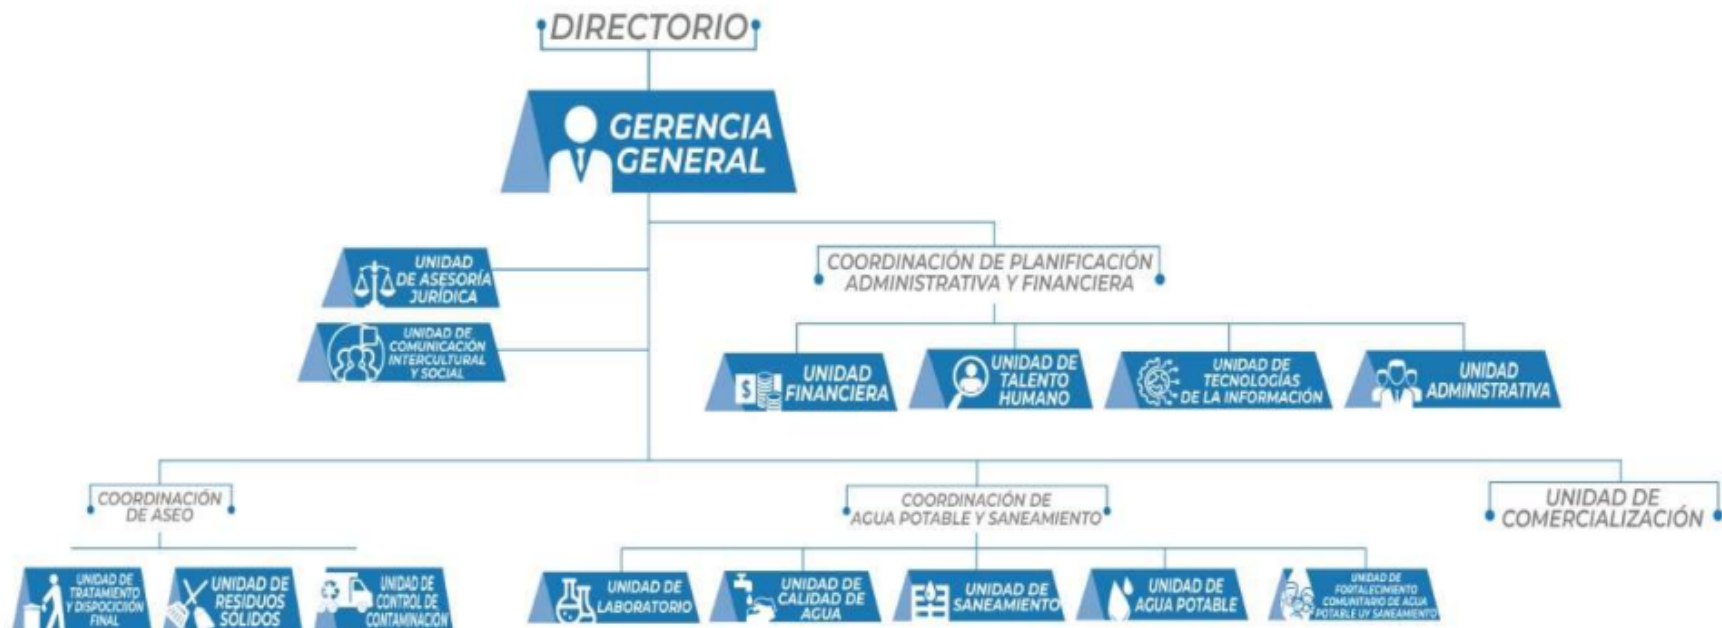 DIRECTORIO
GERENCIA
GENERAL
UNIDAD
DE ASESORÍA
JURÍDICA
UNIDAD DE
COMUNICACIÓN
INTERCULTURAL
Y SOCIAL
COORDINACIÓN DE PLANIFICACIÓN
ADMINISTRATIVA Y FINANCIERA
UNIDAD
FINANCIERA
UNIDAD DE
TALENTO
HUMANO
UNIDAD DE
TECNOLOGÍAS
DE LA INFORMACIÓN
UNIDAD
ADMINISTRATIVA
COORDINACIÓN
DE ASEO
COORDINACIÓN DE
AGUA POTABLE Y SANEAMIENTO
UNIDAD DE
COMERCIALIZACIÓN
UNIDAD DE
TRATAMIENTO
Y DISPOCICIÓN
FINAL
UNIDAD DE
RESIDUOS
SÓLIDOS
UNIDAD DE
CONTROL DE
CONTAMINACIÓN
UNIDAD DE
LABORATORIO
UNIDAD DE
CALIDAD DE
AGUA
UNIDAD DE
SANEAMIENTO
UNIDAD DE
AGUA POTABLE
UNIDAD DE
FORTALECIMIENTO
COMUNITARIO DE AGUA
POTABLE UY SANEAMIENTO